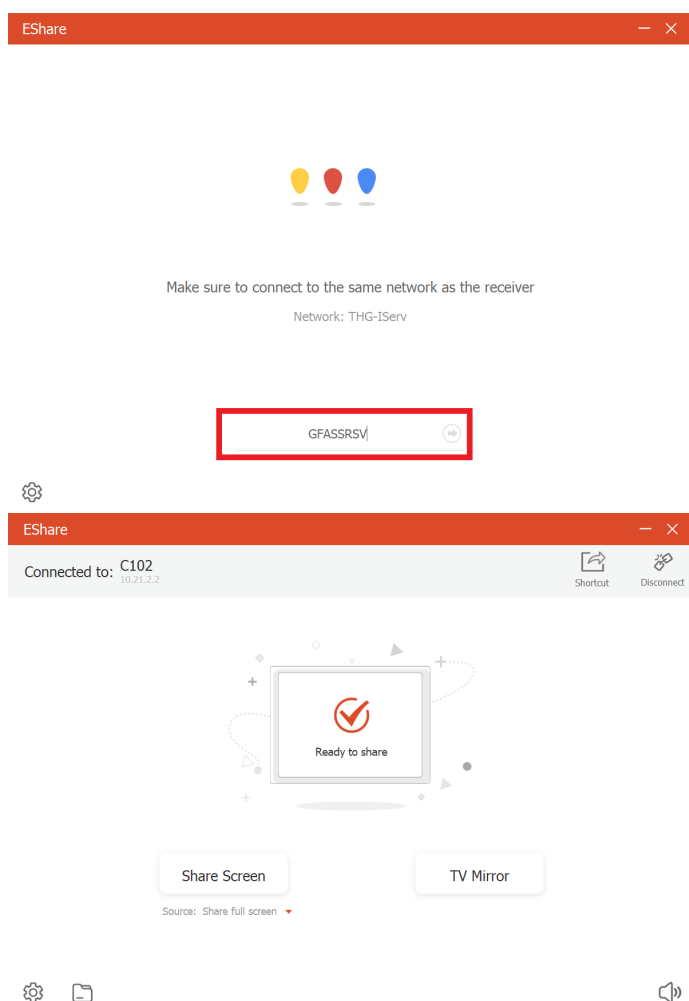 EShare
Make sure to connect to the same network as the receiver
Network: THG-IServ
GFASSRSV
EShare
Connected to: C102
10.21.2.2
Shortcut
Disconnect
Ready to share
Share Screen
TV Mirror
Source: Share full screen